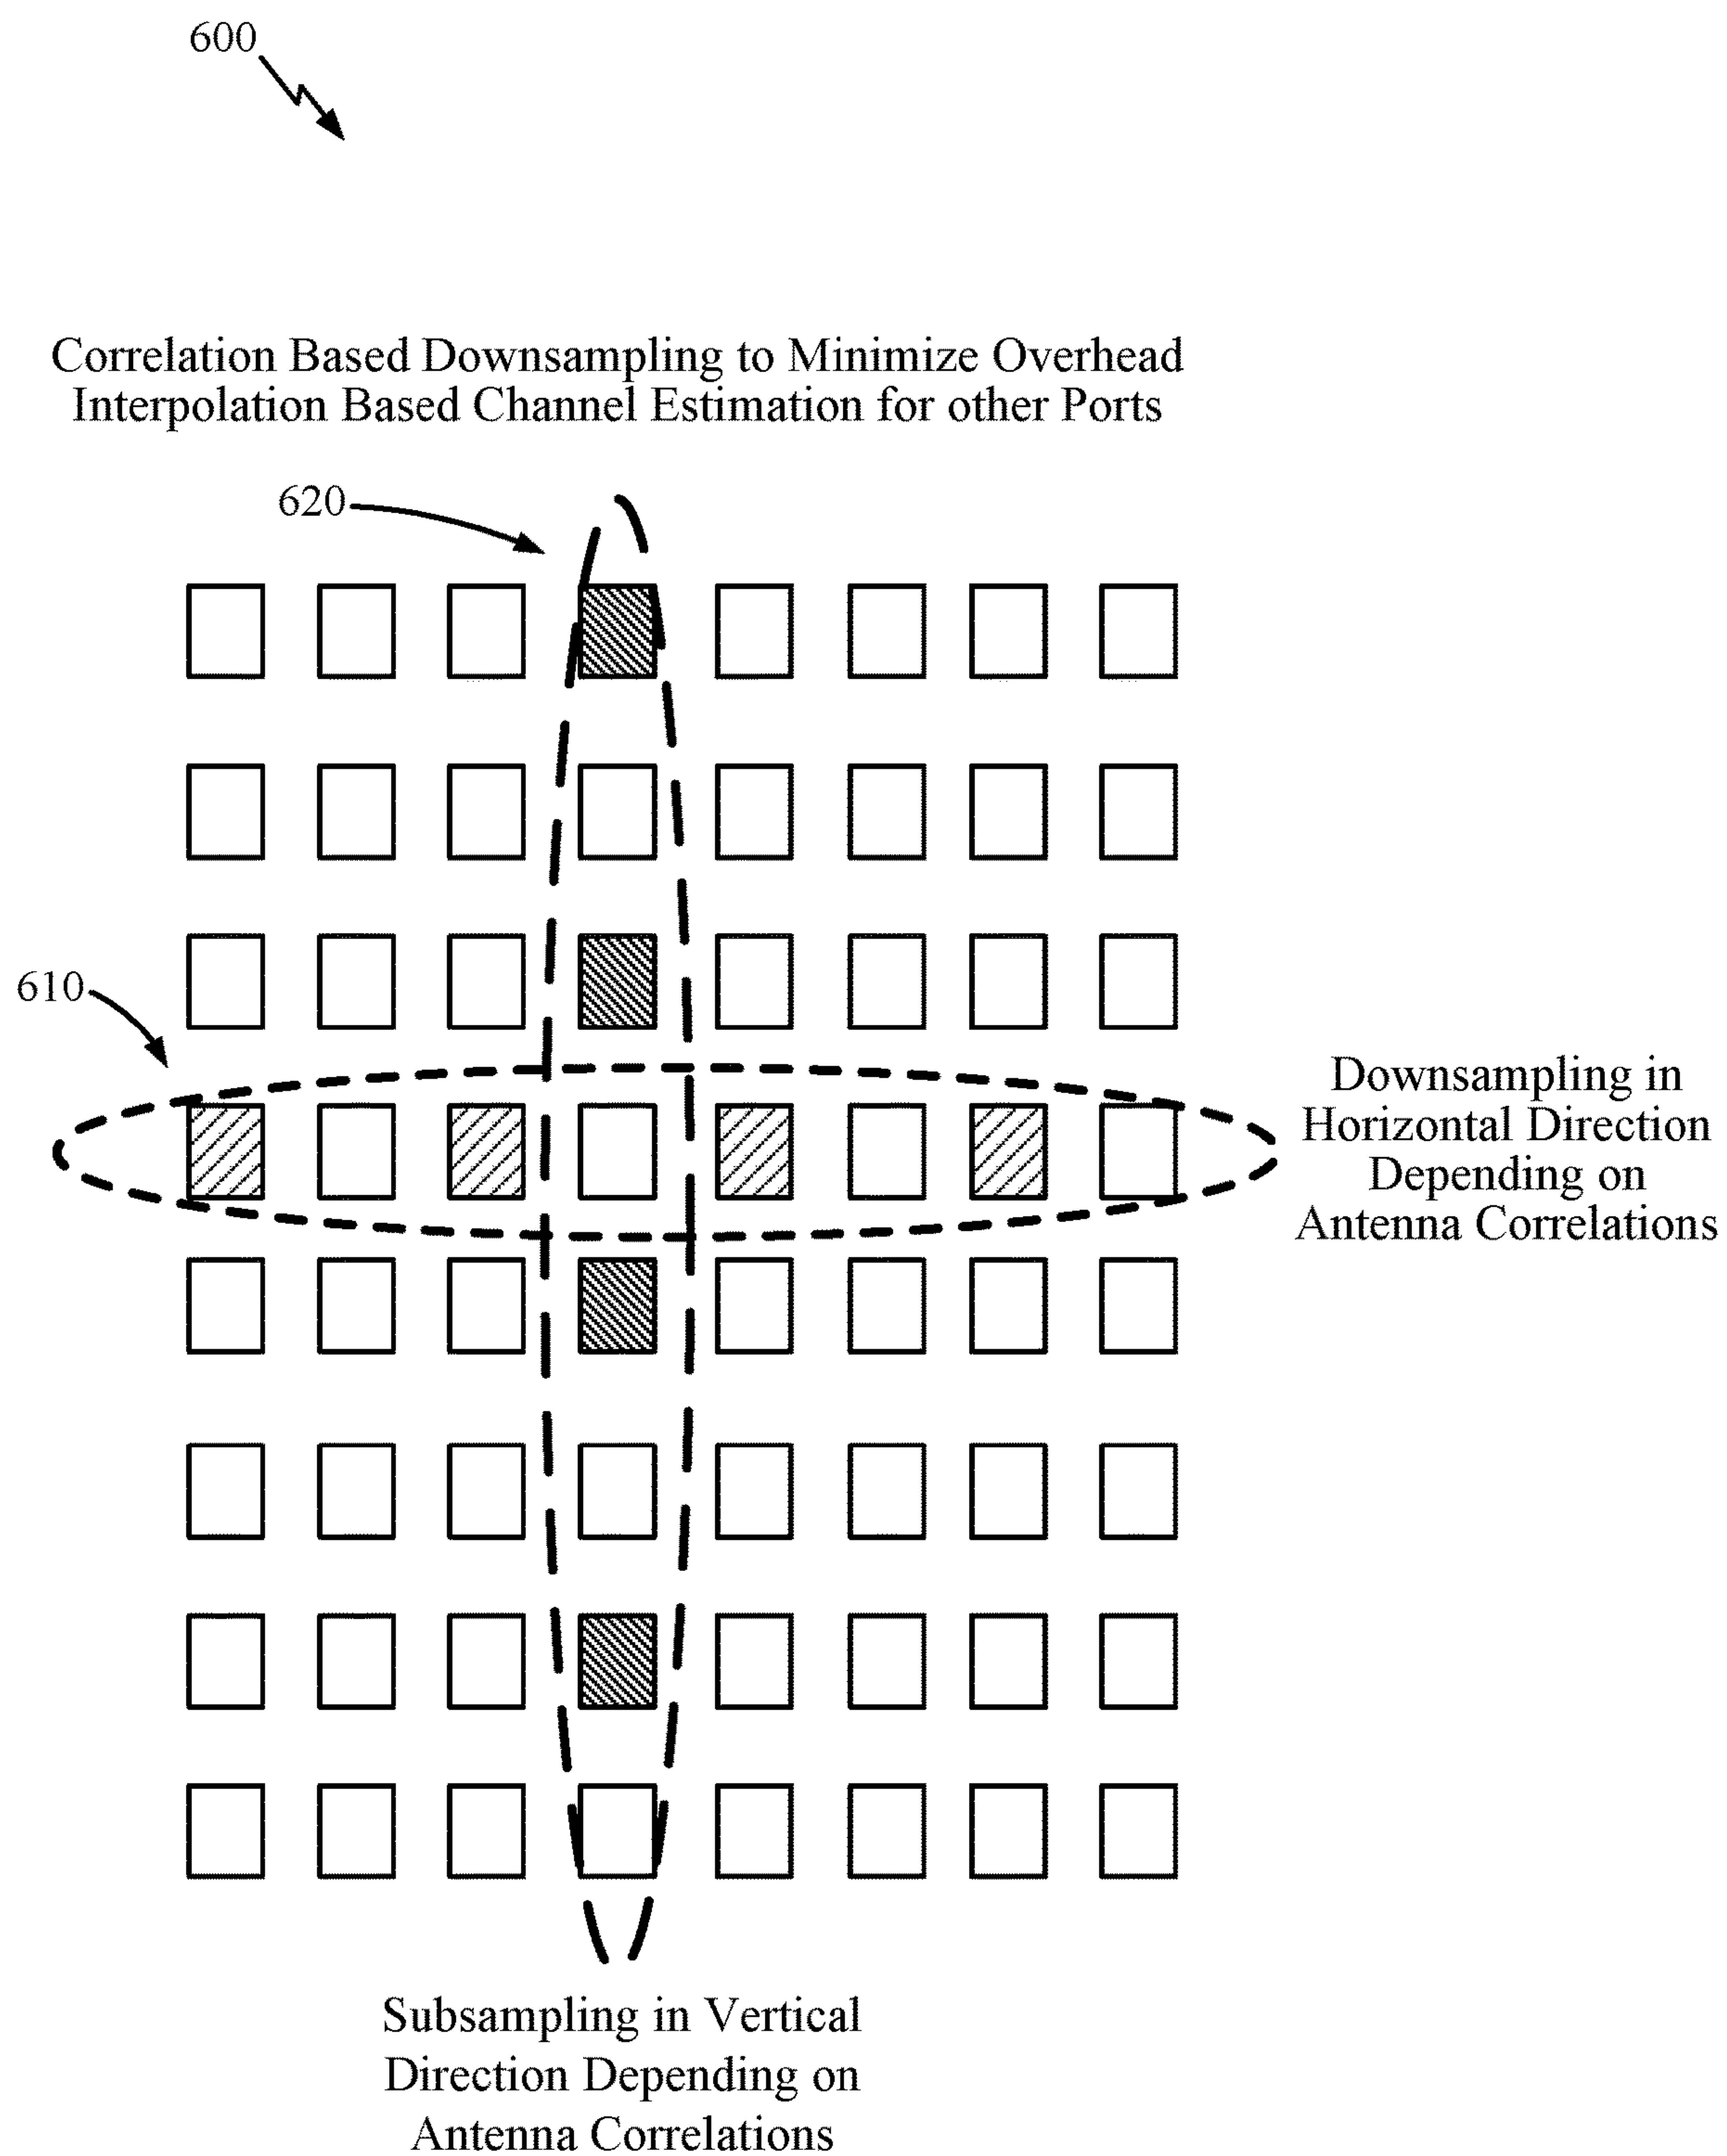 600
Correlation Based Downsampling to Minimize Overhead
Interpolation Based Channel Estimation for other Ports
620
610
Downsampling in
Horizontal Direction
Depending on
Antenna Correlations
Subsampling in Vertical
Direction Depending on
Antenna Correlations